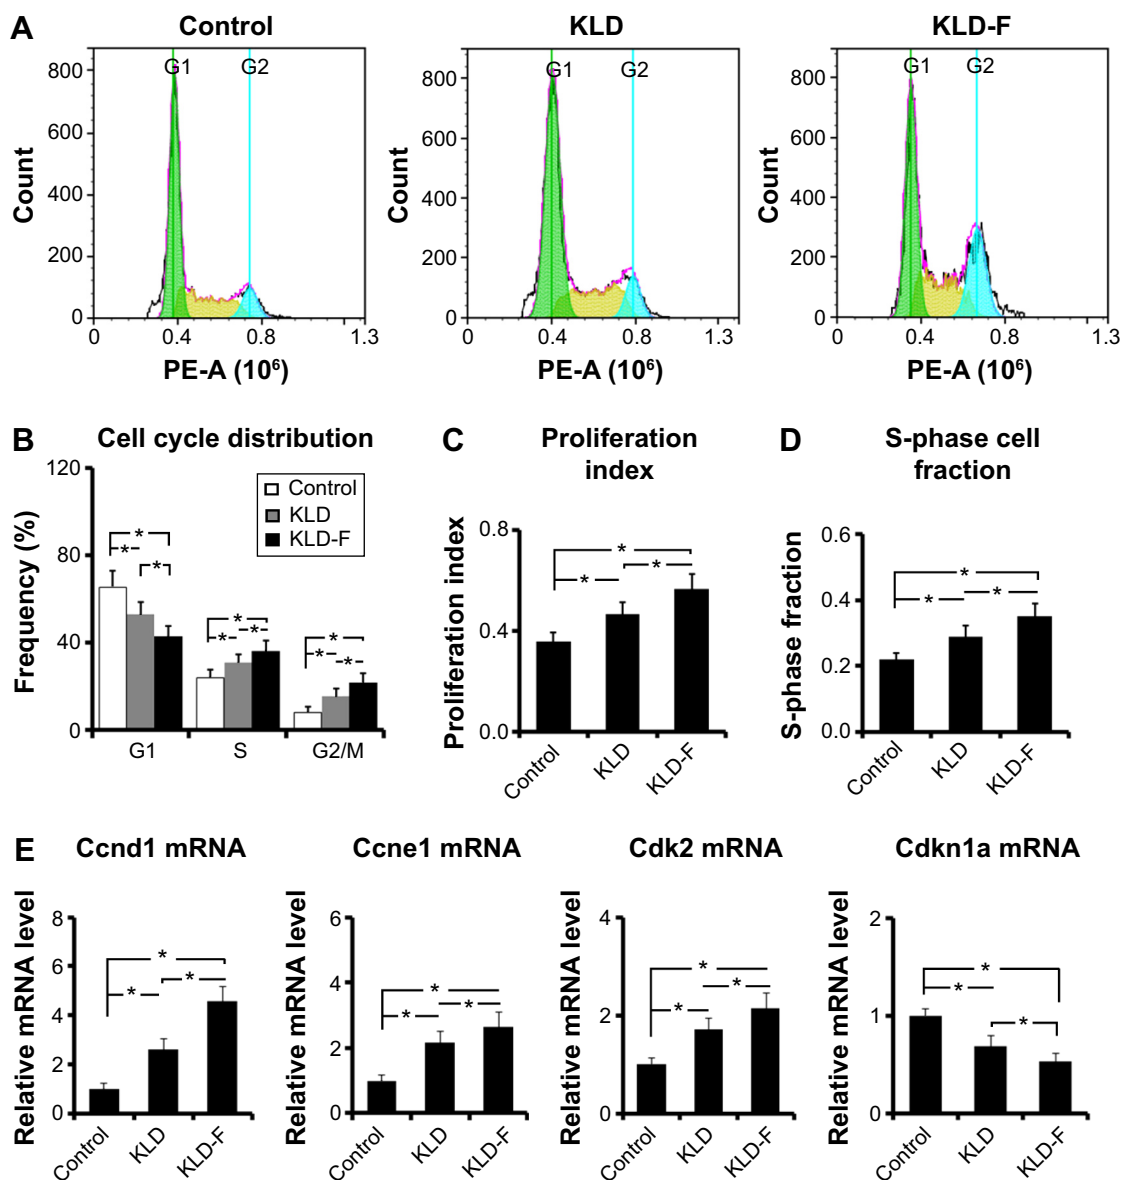 A
Control
KLD
KLD-F
G1
G2
800
600
400
200
0
0
0.4
0.8
1.3
Count
PE-A (10⁶)
G1
G2
800
600
400
200
0
0
0.4
0.8
1.3
Count
PE-A (10⁶)
G1
G2
800
600
400
200
0
0
0.4
0.8
1.3
Count
PE-A (10⁶)
B
Cell cycle distribution
120
80
40
0
Frequency (%)
Control
KLD
KLD-F
* * *
* * *
* * *
G1
S
G2/M
C
Proliferation
index
0.8
0.4
0.0
Proliferation index
* * *
Control
KLD
KLD-F
D
S-phase cell
fraction
0.6
0.4
0.2
0.0
S-phase fraction
* * *
Control
KLD
KLD-F
E
Ccnd1 mRNA
8
6
4
2
0
Relative mRNA level
* * *
Control
KLD
KLD-F
Ccne1 mRNA
6
4
2
0
Relative mRNA level
* * *
Control
KLD
KLD-F
Cdk2 mRNA
4
2
0
Relative mRNA level
* * *
Control
KLD
KLD-F
Cdkn1a mRNA
2
1
0
Relative mRNA level
* * *
Control
KLD
KLD-F